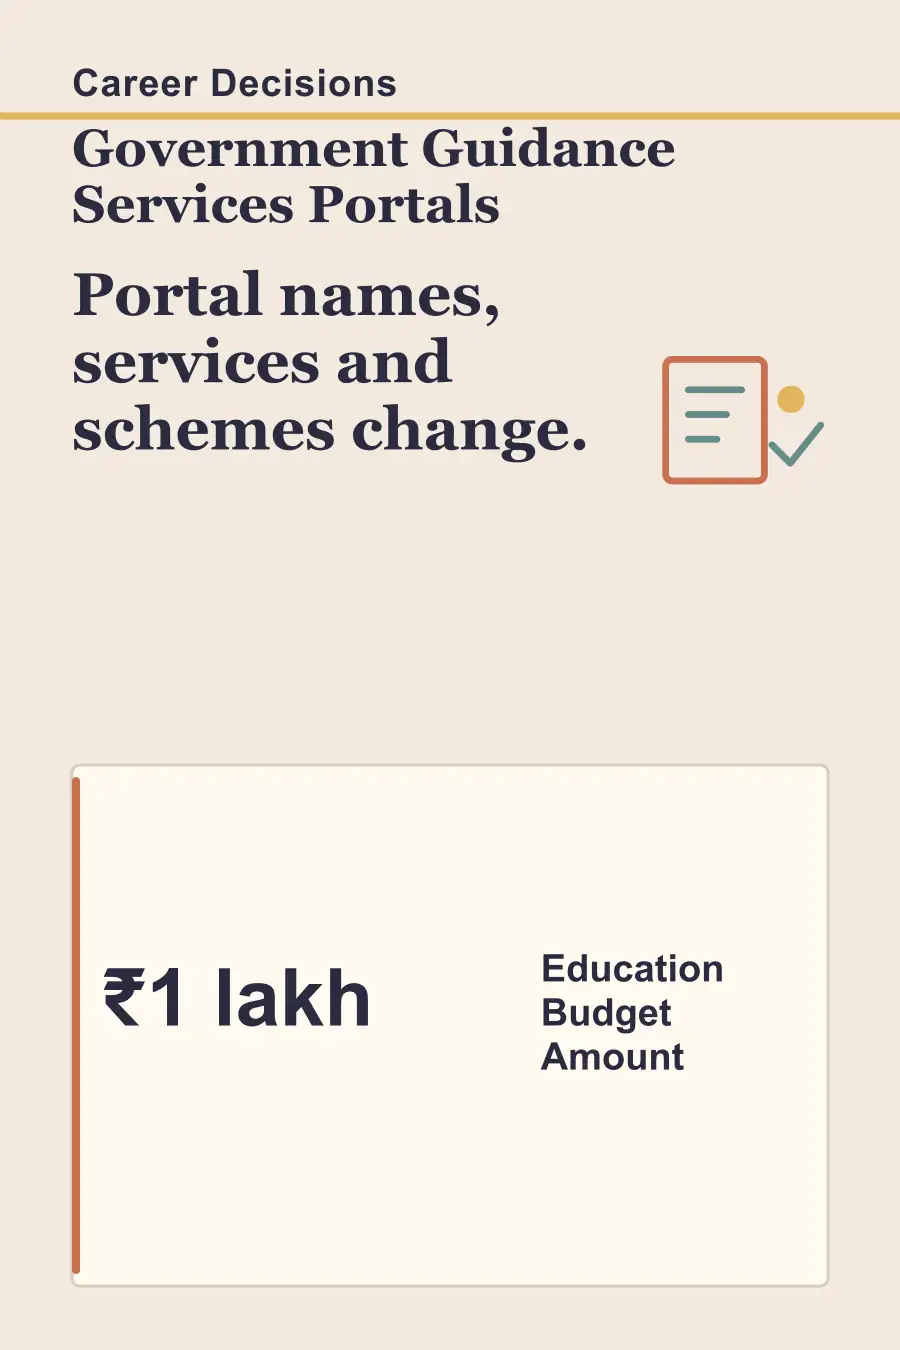 Career Decisions
Government Guidance
Services Portals
Portal names,
services and
schemes change.
₹1 lakh
Education
Budget
Amount